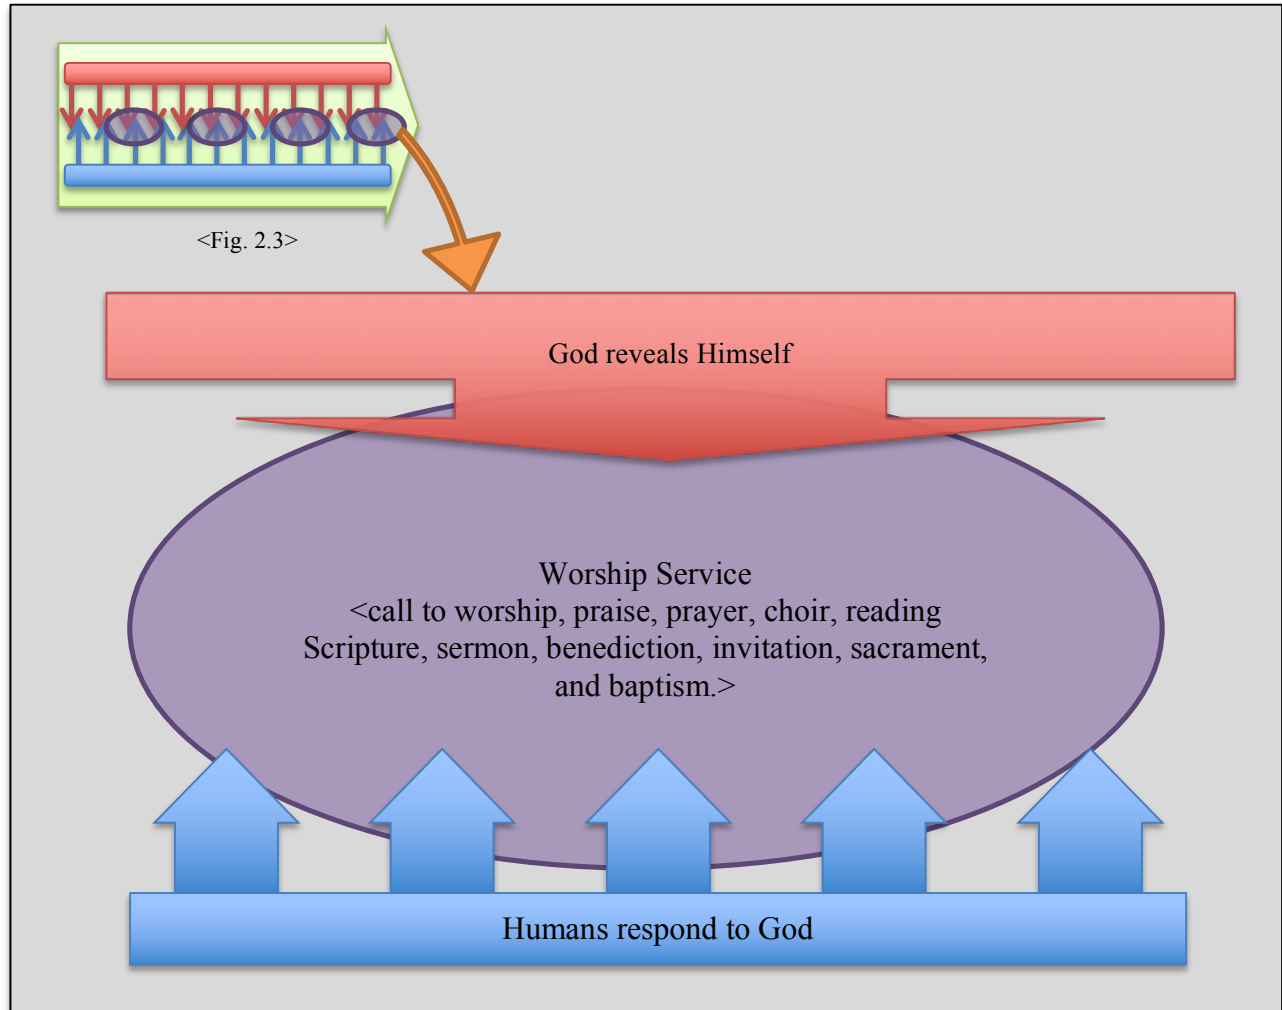 <Fig. 2.3>
God reveals Himself
Worship Service
<call to worship, praise, prayer, choir, reading
Scripture, sermon, benediction, invitation, sacrament,
and baptism.>
Humans respond to God